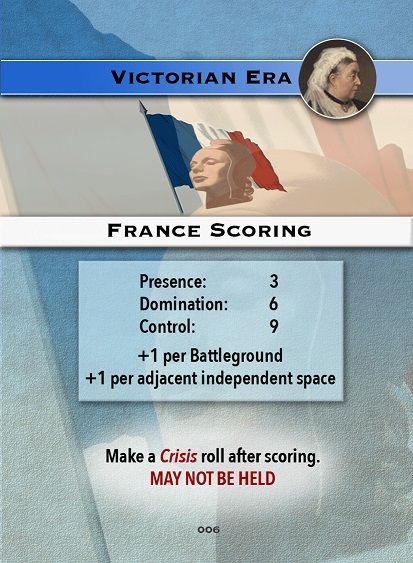 VICTORIAN ERA
FRANCE SCORING
Presence: 3
Domination: 6
Control: 9
+1 per Battleground
+1 per adjacent independent space
Make a Crisis roll after scoring.
MAY NOT BE HELD
006